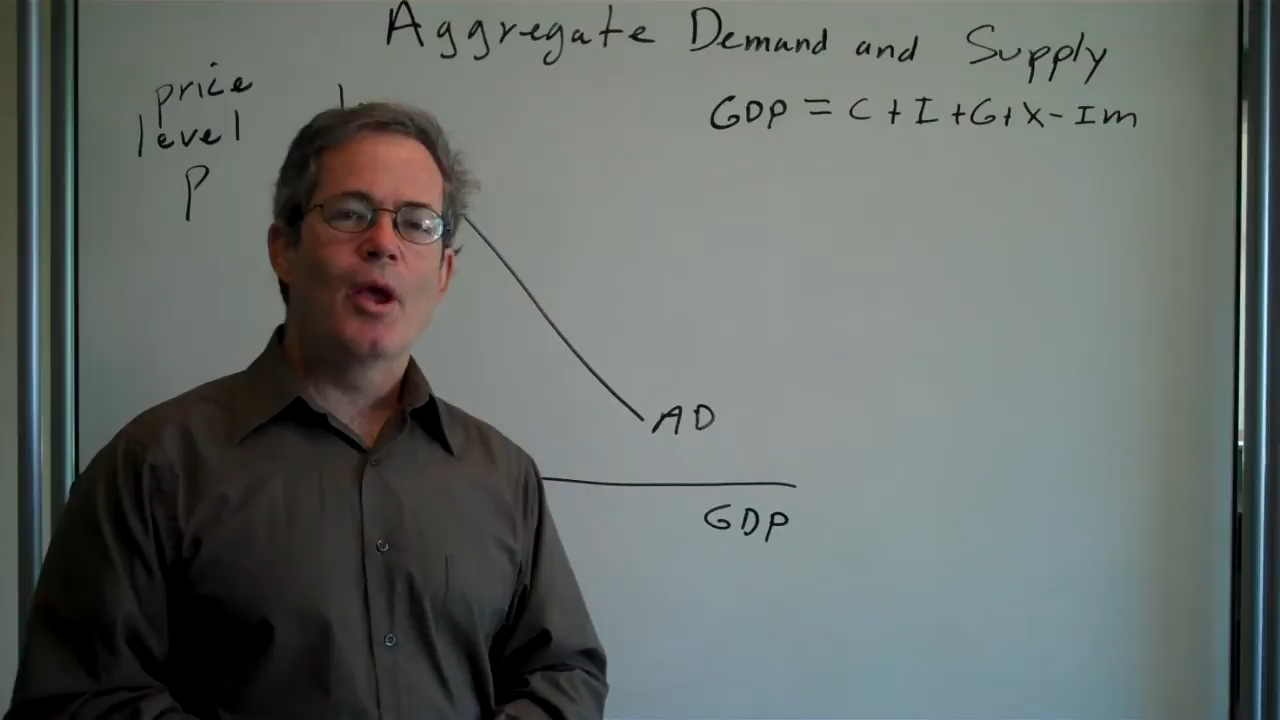 Aggregate Demand and Supply
price
level
P
GDP = C + I + G + X - Im
AD
GDP